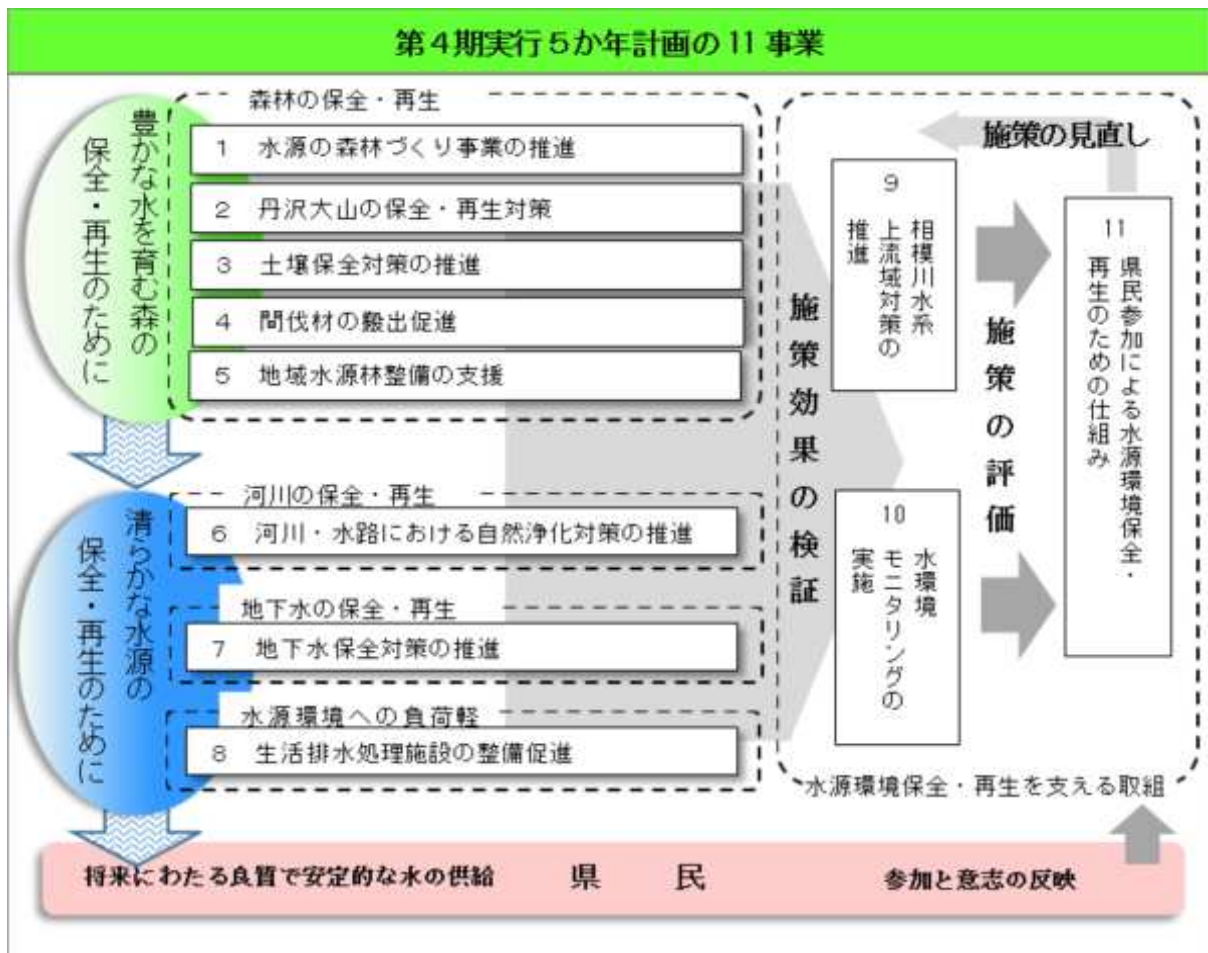 第４期実行５か年計画の11事業
豊かな水を育む森の
保全・再生のために
森林の保全・再生
１　水源の森林づくり事業の推進
２　丹沢大山の保全・再生対策
３　土壌保全対策の推進
４　間伐材の搬出促進
５　地域水源林整備の支援
清らかな水源の
保全・再生のために
河川の保全・再生
６　河川・水路における自然浄化対策の推進
地下水の保全・再生
７　地下水保全対策の推進
水源環境への負荷軽
８　生活排水処理施設の整備促進
施策効果の検証
９
相模川水系
上流域対策の
推進
10
水環境
モニタリングの
実施
施策の評価
施策の見直し
11
県民参加による水源環境保全・
再生のための仕組み
水源環境保全・再生を支える取組
将来にわたる良質で安定的な水の供給　県　民　参加と意志の反映